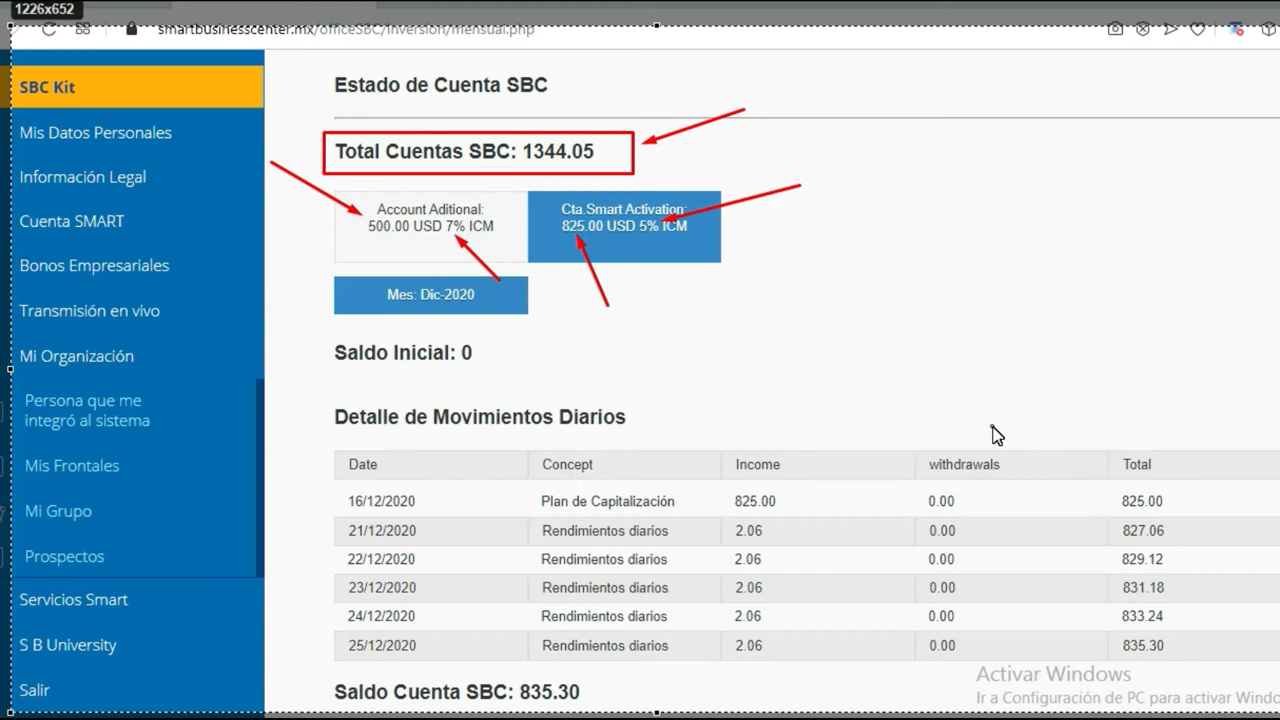 1226x652
smartbusinesscenter.mx/officeSBC/Inversion/mensual.php
SBC Kit
Mis Datos Personales
Información Legal
Cuenta SMART
Bonos Empresariales
Transmisión en vivo
Mi Organización
Persona que me
integró al sistema
Mis Frontales
Mi Grupo
Prospectos
Servicios Smart
S B University
Salir
Estado de Cuenta SBC
Total Cuentas SBC: 1344.05
Account Aditional:
500.00 USD 7% ICM
Cta.Smart Activation:
825.00 USD 5% ICM
Mes: Dic-2020
Saldo Inicial: 0
Detalle de Movimientos Diarios
Date Concept Income withdrawals Total
16/12/2020 Plan de Capitalización 825.00 0.00 825.00
21/12/2020 Rendimientos diarios 2.06 0.00 827.06
22/12/2020 Rendimientos diarios 2.06 0.00 829.12
23/12/2020 Rendimientos diarios 2.06 0.00 831.18
24/12/2020 Rendimientos diarios 2.06 0.00 833.24
25/12/2020 Rendimientos diarios 2.06 0.00 835.30
Saldo Cuenta SBC: 835.30
Activar Windows
Ir a Configuración de PC para activar Wind